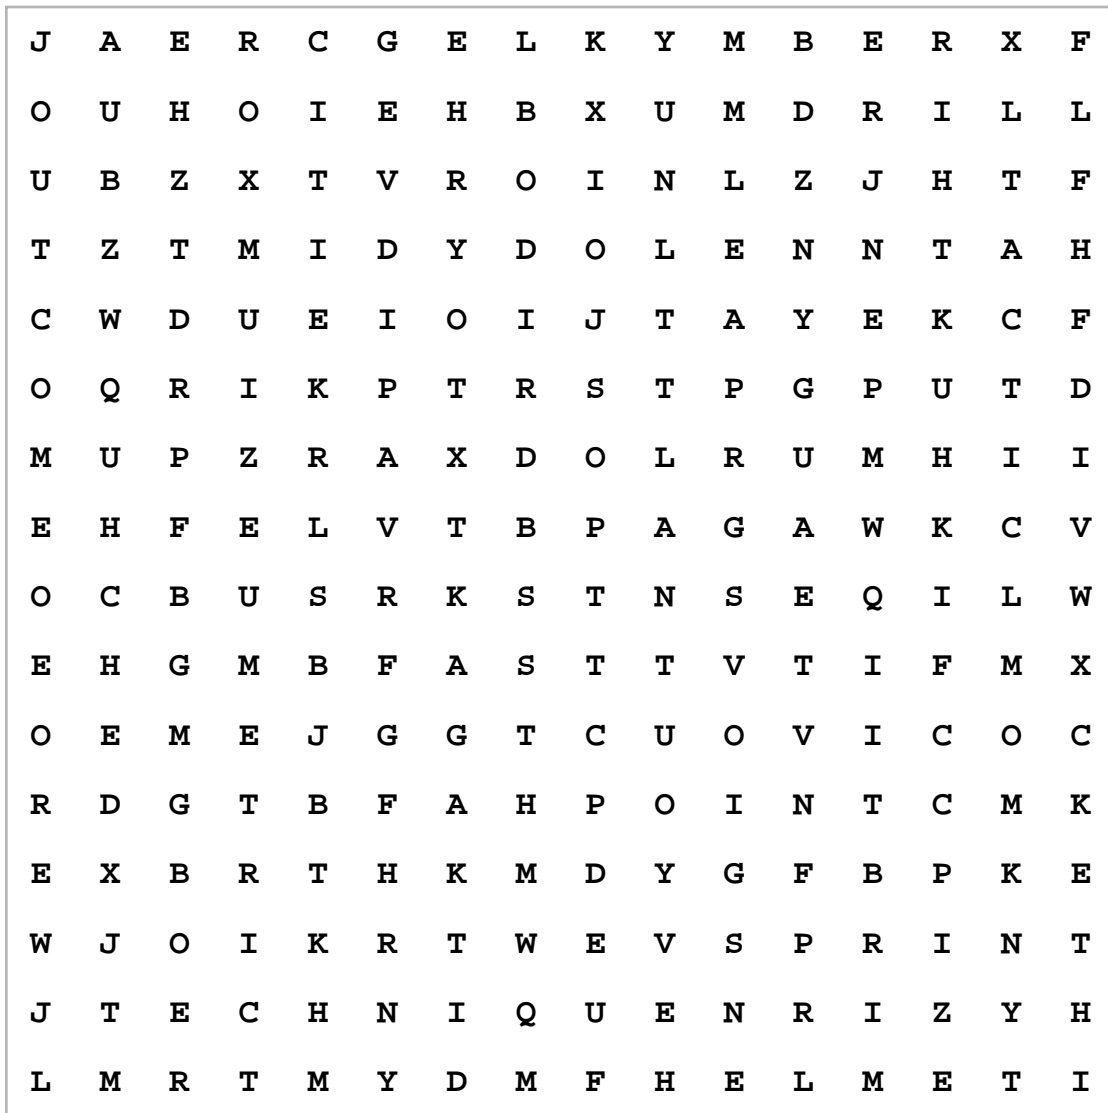 J A E R C G E L K Y M B E R X F
O U H O I E H B X U M D R I L L
U B Z X T V R O I N L Z J H T F
T Z T M I D Y D O L E N N T A H
C W D U E I O I J T A Y E K C F
O Q R I K P T R S T P G P U T D
M U P Z R A X D O L R U M H I I
E H F E L V T B P A G A W K C V
O C B U S R K S T N S E Q I L W
E H G M B F A S T T V T I F M X
O E M E J G G T C U O V I C O C
R D G T B F A H P O I N T C M K
E X B R T H K M D Y G F B P K E
W J O I K R T W E V S P R I N T
J T E C H N I Q U E N R I Z Y H
L M R T M Y D M F H E L M E T I